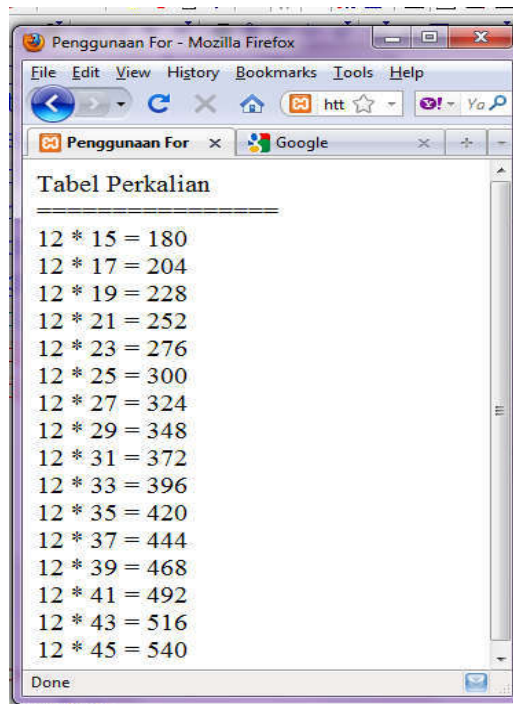 Penggunaan For - Mozilla Firefox
File Edit View History Bookmarks Tools Help
htt Y! Ya
Penggunaan For Google
Tabel Perkalian
================
12 * 15 = 180
12 * 17 = 204
12 * 19 = 228
12 * 21 = 252
12 * 23 = 276
12 * 25 = 300
12 * 27 = 324
12 * 29 = 348
12 * 31 = 372
12 * 33 = 396
12 * 35 = 420
12 * 37 = 444
12 * 39 = 468
12 * 41 = 492
12 * 43 = 516
12 * 45 = 540
Done